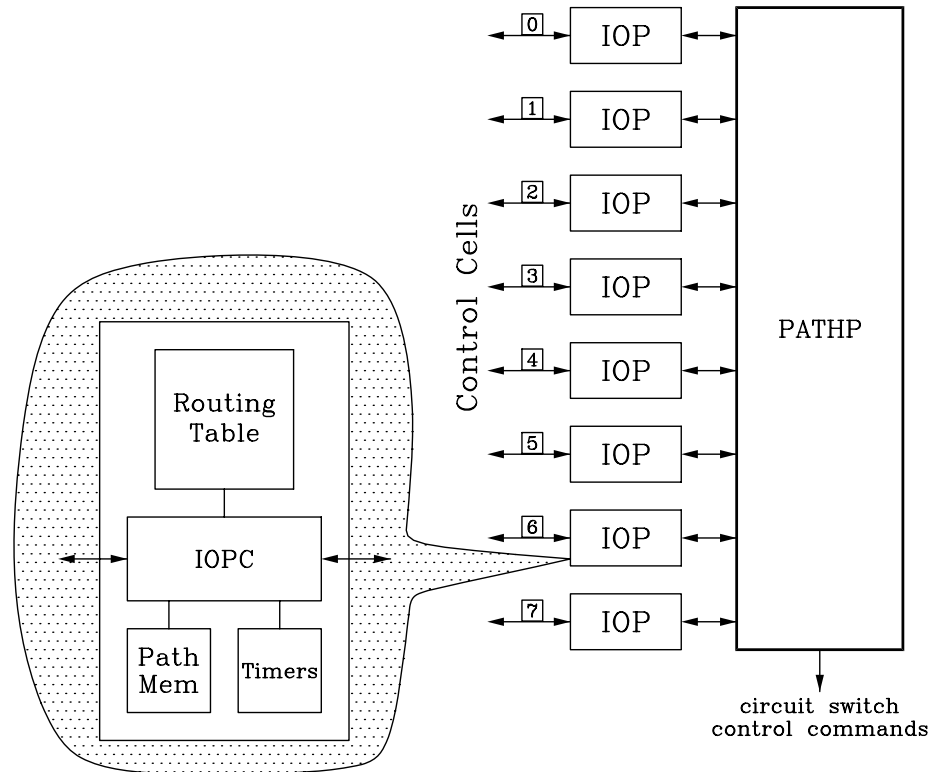 0
IOP
1
IOP
2
IOP
3
IOP
4
IOP
5
IOP
6
IOP
7
IOP
Control Cells
PATHP
Routing
Table
IOPC
Path
Mem
Timers
circuit switch
control commands